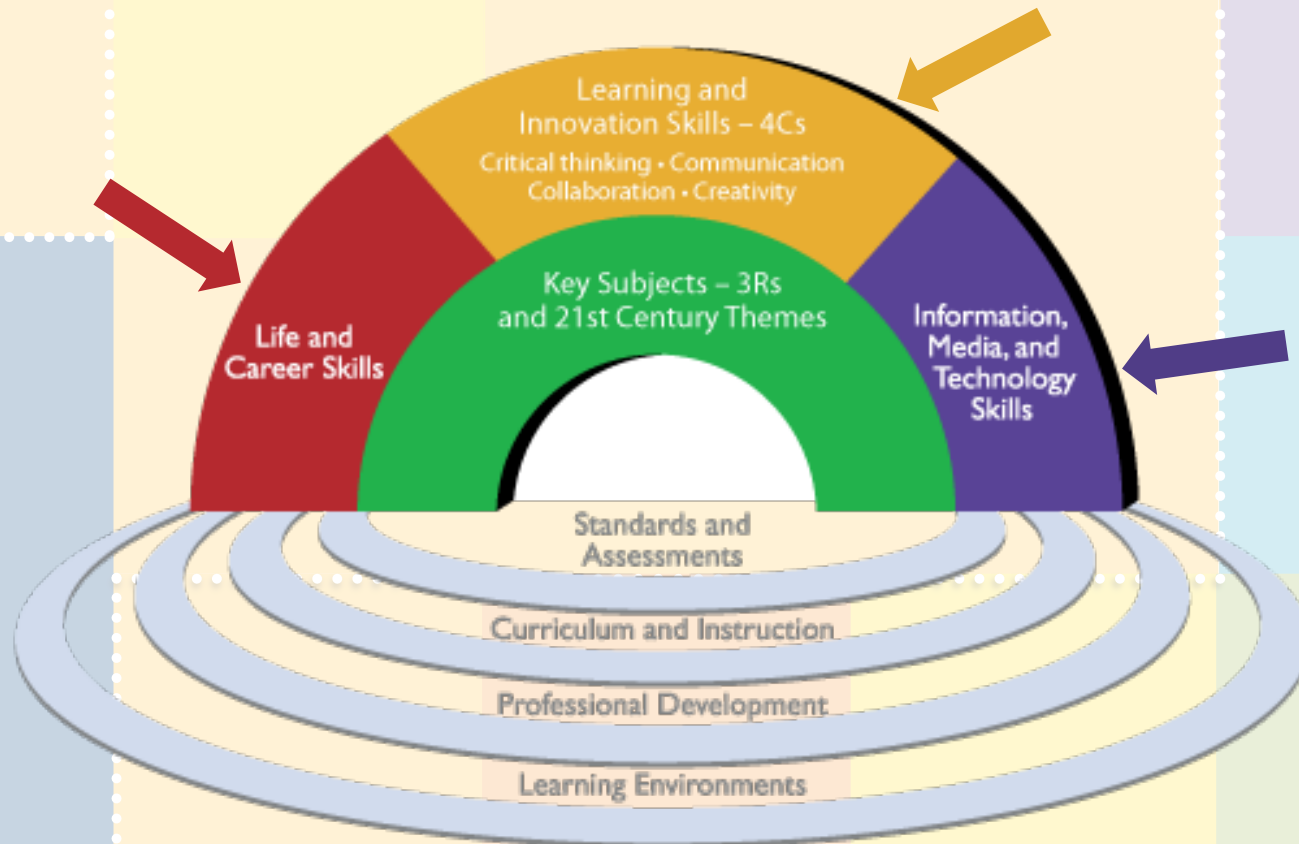 Learning and
Innovation Skills – 4Cs
Critical thinking • Communication
Collaboration • Creativity
Key Subjects – 3Rs
and 21st Century Themes
Life and
Career Skills
Information,
Media, and
Technology
Skills
Standards and
Assessments
Curriculum and Instruction
Professional Development
Learning Environments